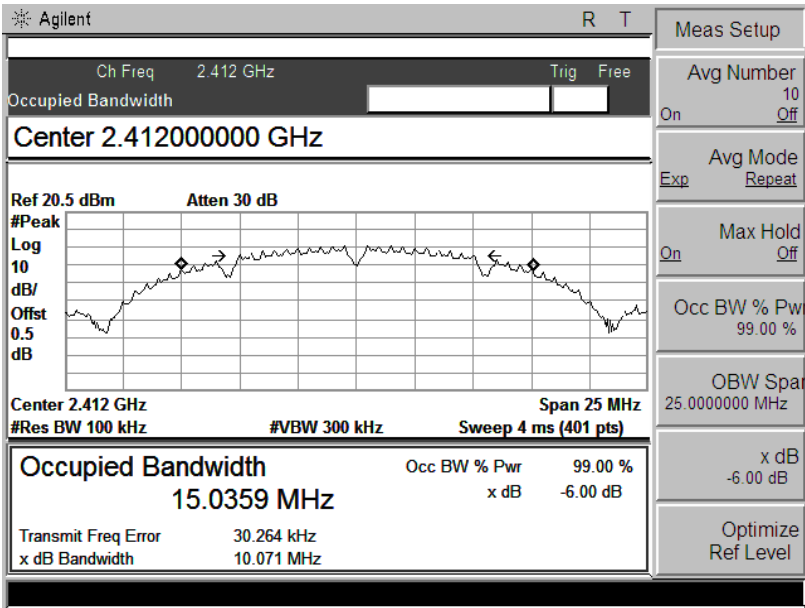 Agilent R T
Ch Freq 2.412 GHz Trig Free
Occupied Bandwidth
Center 2.412000000 GHz
Ref 20.5 dBm Atten 30 dB
#Peak
Log
10
dB/
Offst
0.5
dB
Center 2.412 GHz Span 25 MHz
#Res BW 100 kHz #VBW 300 kHz Sweep 4 ms (401 pts)
Occupied Bandwidth Occ BW % Pwr 99.00 %
15.0359 MHz x dB -6.00 dB
Transmit Freq Error 30.264 kHz
x dB Bandwidth 10.071 MHz
Meas Setup
Avg Number
10
On Off
Avg Mode
Exp Repeat
Max Hold
On Off
Occ BW % Pwr
99.00 %
OBW Span
25.0000000 MHz
x dB
-6.00 dB
Optimize
Ref Level